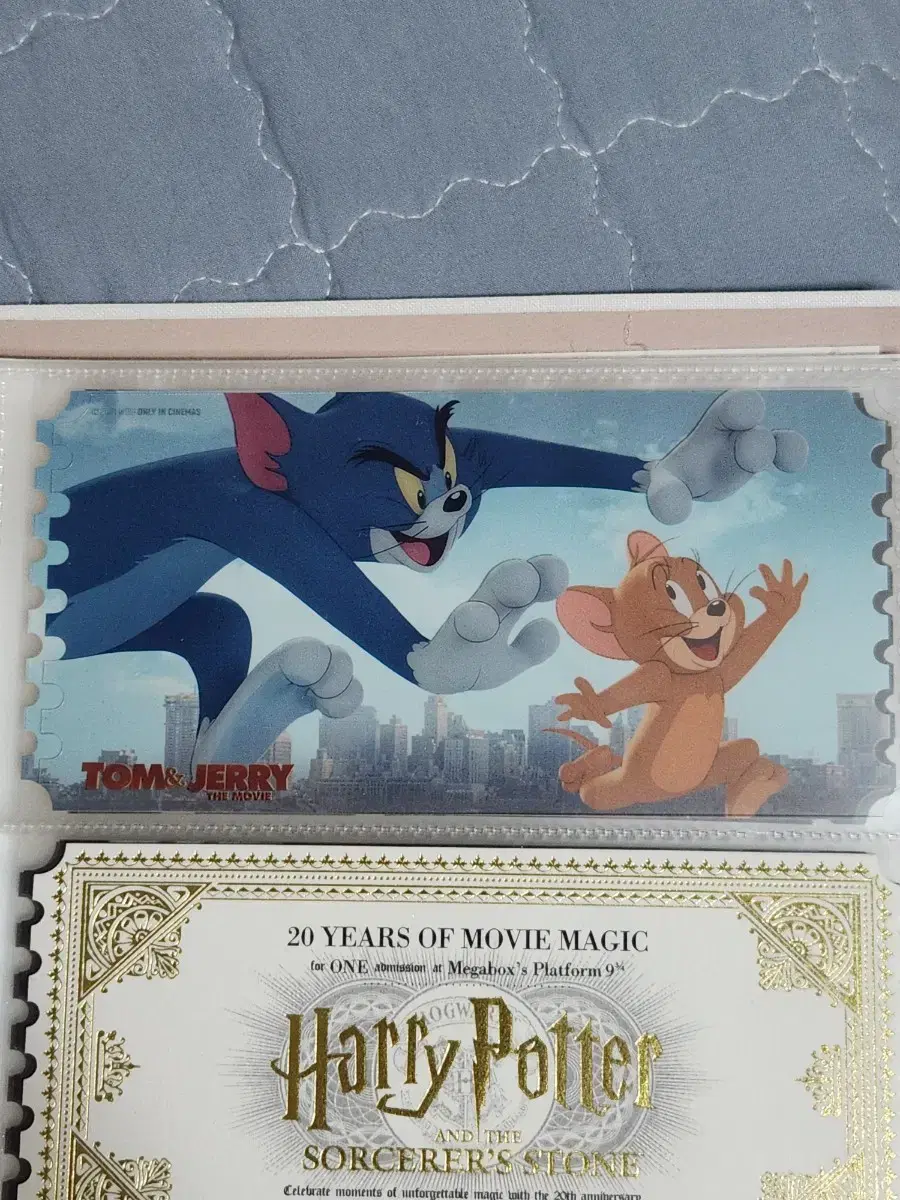 ONLY IN CINEMAS
TOM & JERRY
THE MOVIE
20 YEARS OF MOVIE MAGIC
for ONE admission at Megabox's Platform 9¾
Harry Potter
AND THE
SORCERER'S STONE
Celebrate moments of unforgettable magic with the 20th anniversary